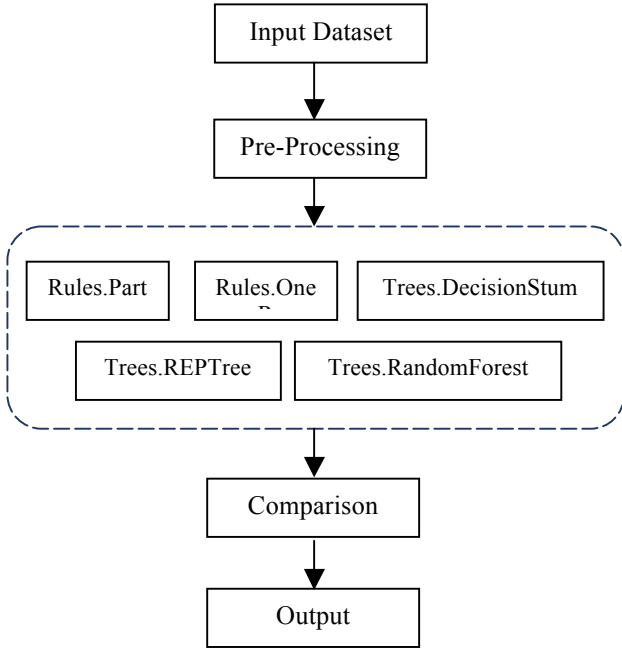 Input Dataset
Pre-Processing
Rules.Part
Rules.One
Trees.DecisionStum
Trees.REPTree
Trees.RandomForest
Comparison
Output